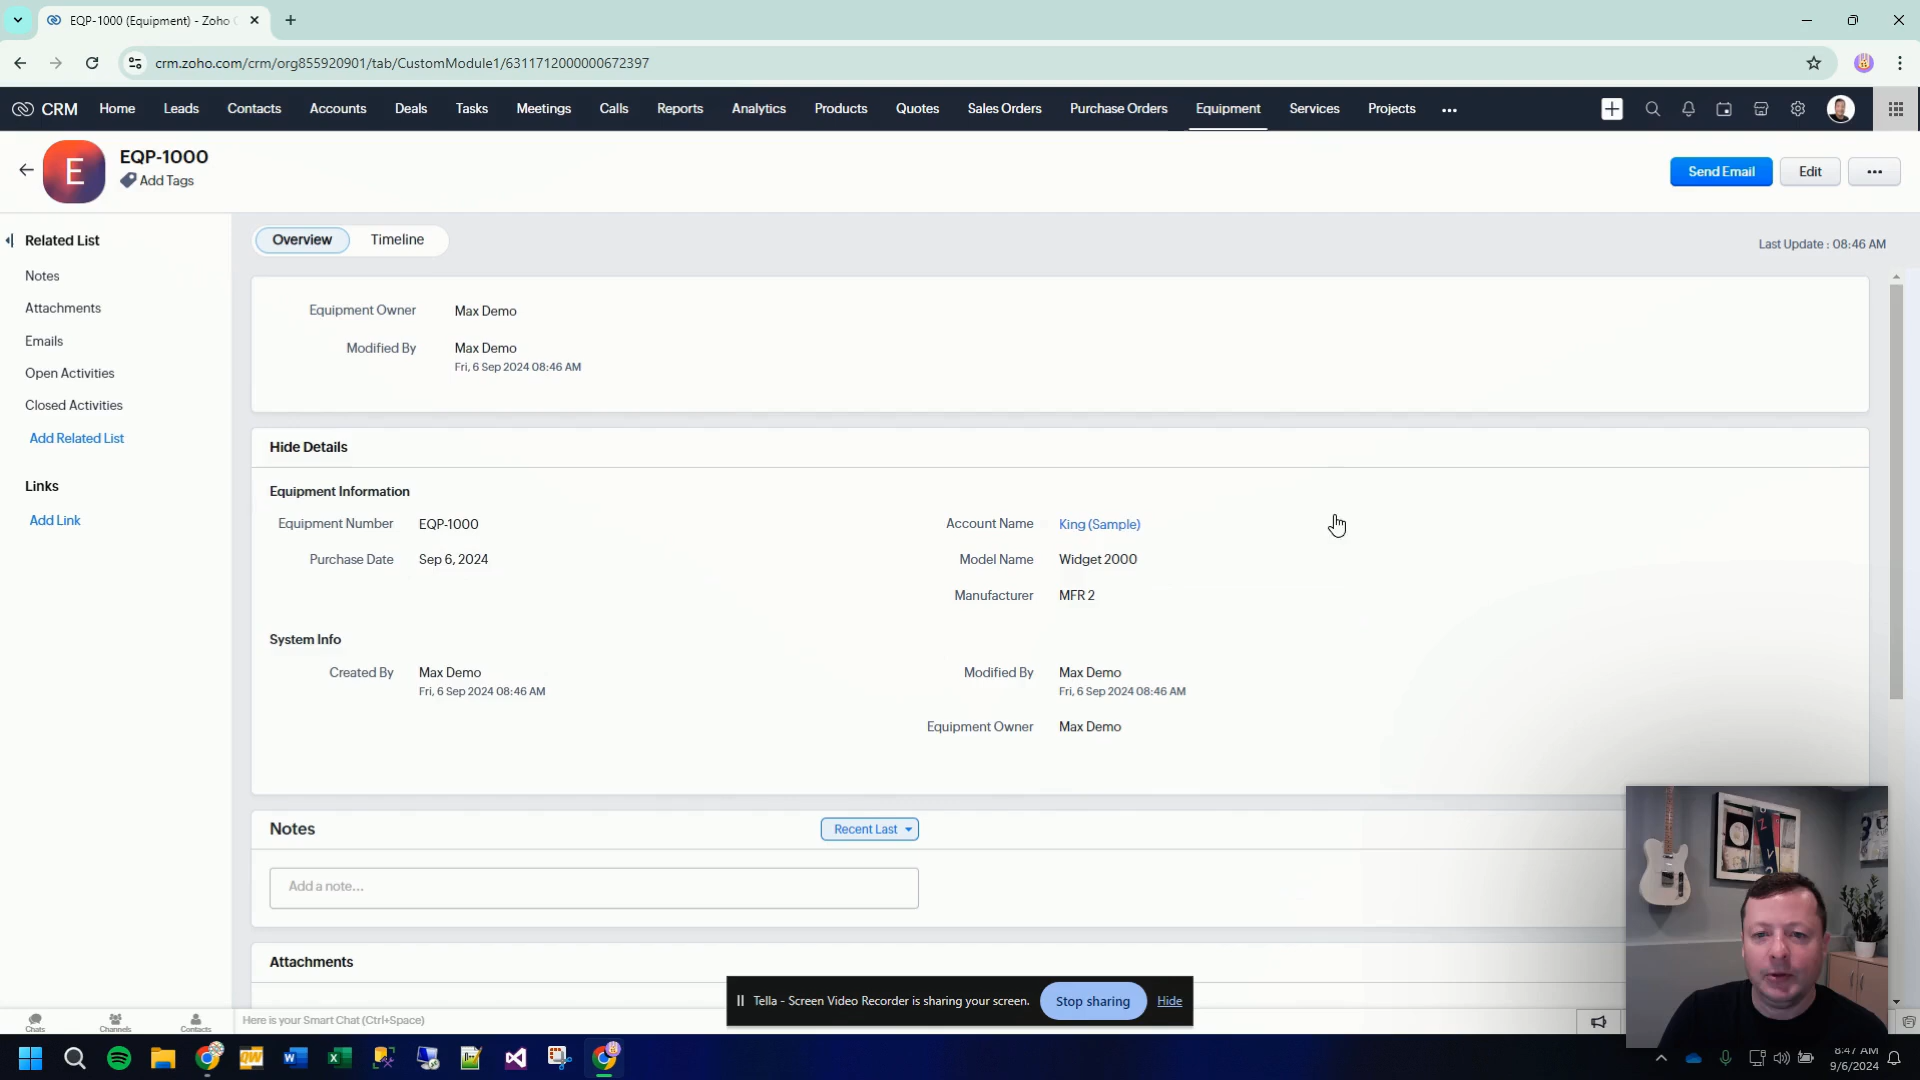 EQP-1000 (Equipment) - Zoho
crm.zoho.com/crm/org855920901/tab/CustomModule1/6311712000000672397
CRM Home Leads Contacts Accounts Deals Tasks Meetings Calls Reports Analytics Products Quotes Sales Orders Purchase Orders Equipment Services Projects
E
EQP-1000
Add Tags
Send Email Edit
Related List
Notes
Attachments
Emails
Open Activities
Closed Activities
Add Related List
Links
Add Link
Overview Timeline
Last Update : 08:46 AM
Equipment Owner Max Demo
Modified By Max Demo
Fri, 6 Sep 2024 08:46 AM
Hide Details
Equipment Information
Equipment Number EQP-1000 Account Name King (Sample)
Purchase Date Sep 6, 2024 Model Name Widget 2000
Manufacturer MFR 2
System Info
Created By Max Demo Modified By Max Demo
Fri, 6 Sep 2024 08:46 AM Fri, 6 Sep 2024 08:46 AM
Equipment Owner Max Demo
Notes Recent Last
Add a note...
Attachments
Tella - Screen Video Recorder is sharing your screen. Stop sharing Hide
Chats Channels Contacts Here is your Smart Chat (Ctrl+Space)
8:47 AM
9/6/2024